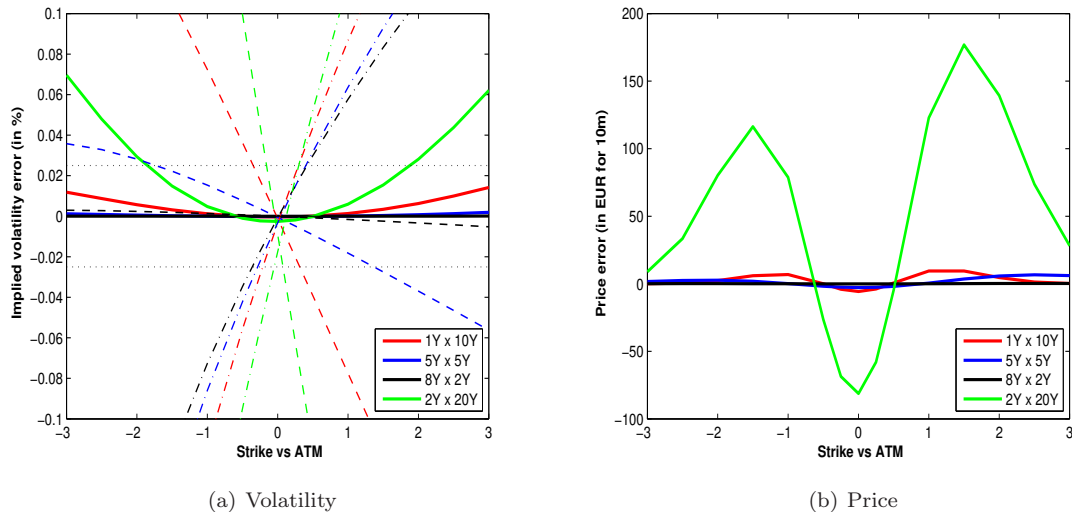 0.1
0.08
0.06
0.04
0.02
0
−0.02
−0.04
−0.06
−0.08
−0.1
Implied volatility error (in %)
−3 −2 −1 0 1 2 3
Strike vs ATM
1Y x 10Y
5Y x 5Y
8Y x 2Y
2Y x 20Y
(a) Volatility
200
150
100
50
0
−50
−100
Price error (in EUR for 10m)
−3 −2 −1 0 1 2 3
Strike vs ATM
1Y x 10Y
5Y x 5Y
8Y x 2Y
2Y x 20Y
(b) Price